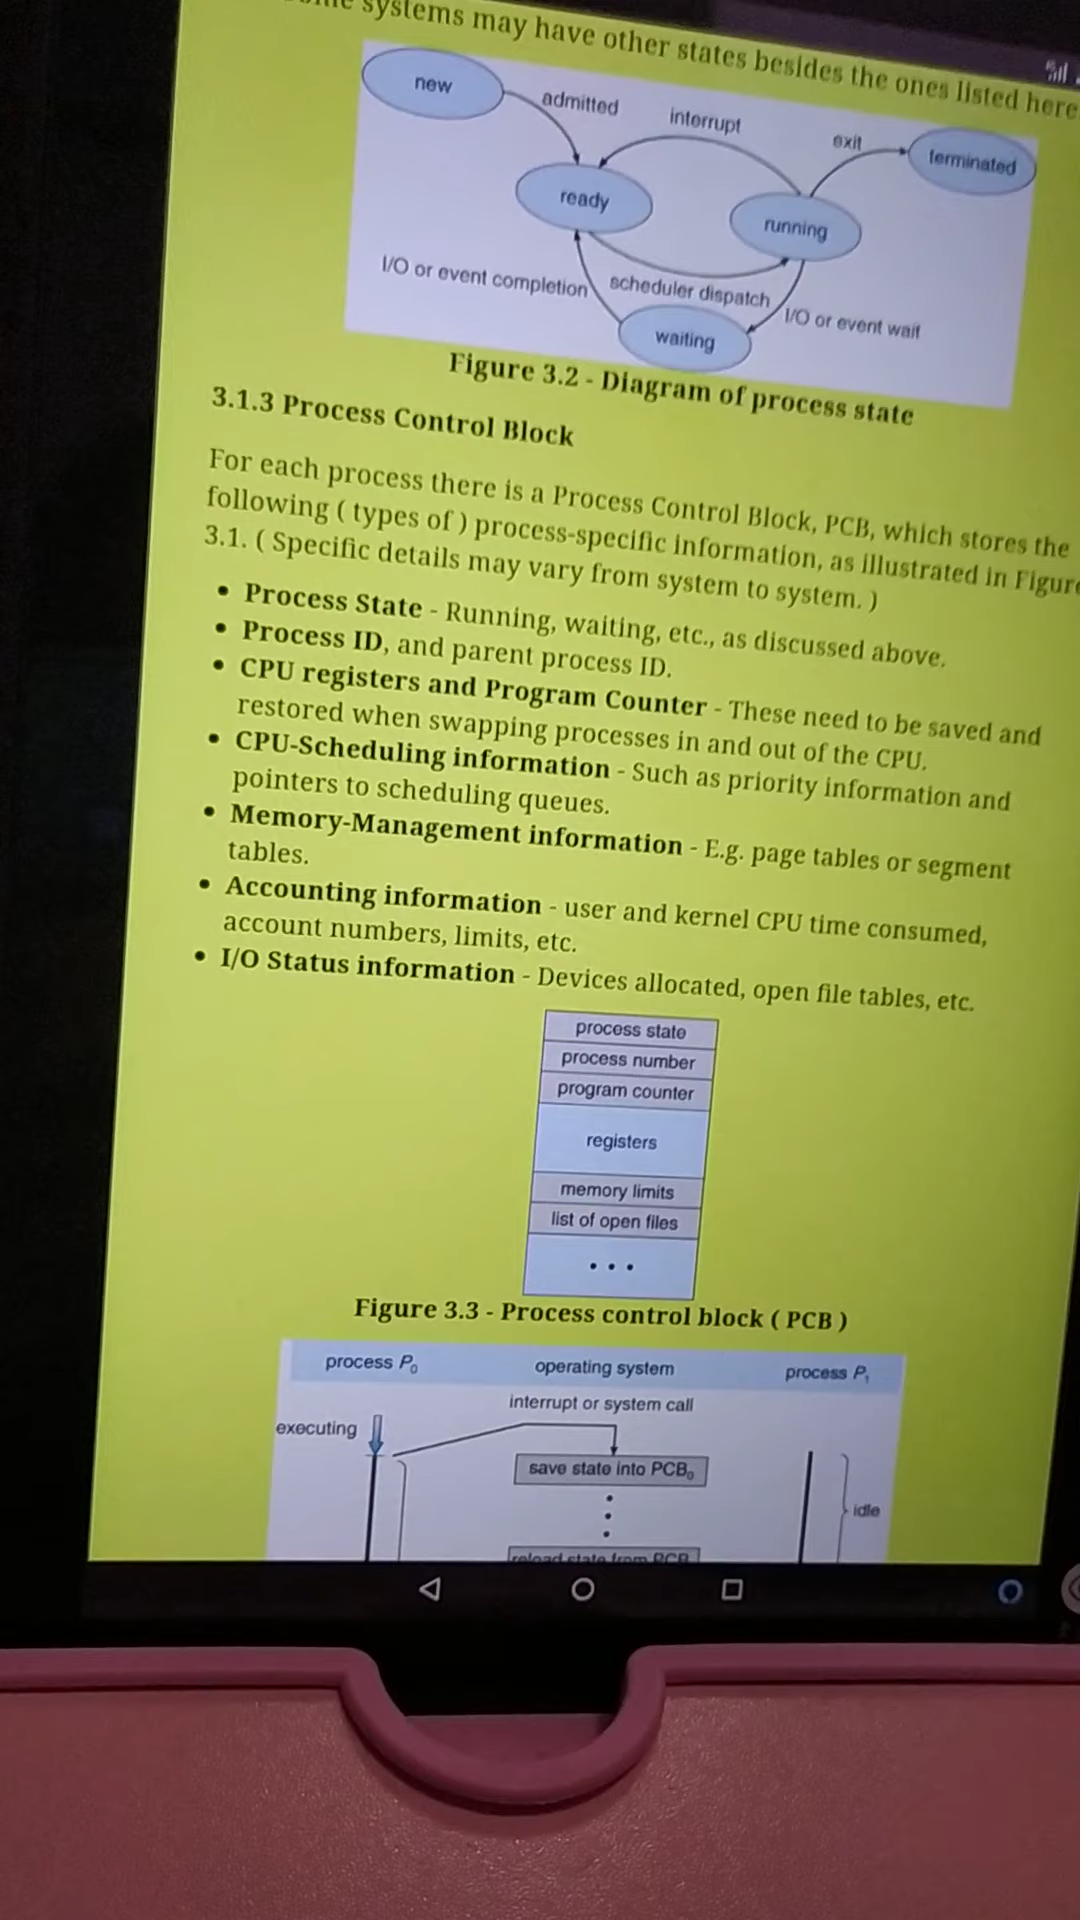 systems may have other states besides the ones listed here
new
admitted
interrupt
exit
terminated
ready
running
I/O or event completion
scheduler dispatch
I/O or event wait
waiting
Figure 3.2 - Diagram of process state
3.1.3 Process Control Block
For each process there is a Process Control Block, PCB, which stores the
following ( types of ) process-specific information, as illustrated in Figure
3.1. ( Specific details may vary from system to system. )
• Process State - Running, waiting, etc., as discussed above.
• Process ID, and parent process ID.
• CPU registers and Program Counter - These need to be saved and
restored when swapping processes in and out of the CPU.
• CPU-Scheduling information - Such as priority information and
pointers to scheduling queues.
• Memory-Management information - E.g. page tables or segment
tables.
• Accounting information - user and kernel CPU time consumed,
account numbers, limits, etc.
• I/O Status information - Devices allocated, open file tables, etc.
process state
process number
program counter
registers
memory limits
list of open files
• • •
Figure 3.3 - Process control block ( PCB )
process P0 operating system process P1
interrupt or system call
executing
save state into PCB0
idle
reload state from PCB